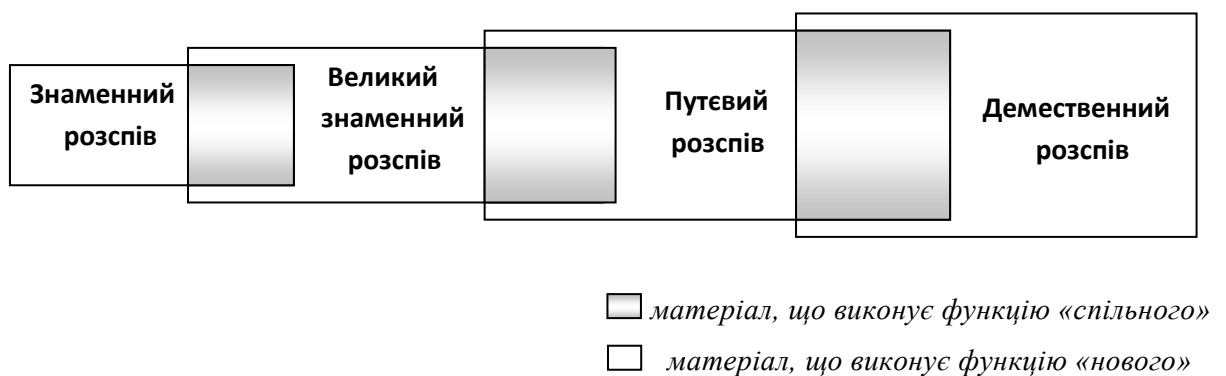 Знаменний
розспів
Великий
знаменний
розспів
Путєвий
розспів
Демественний
розспів
матеріал, що виконує функцію «спільного»
матеріал, що виконує функцію «нового»